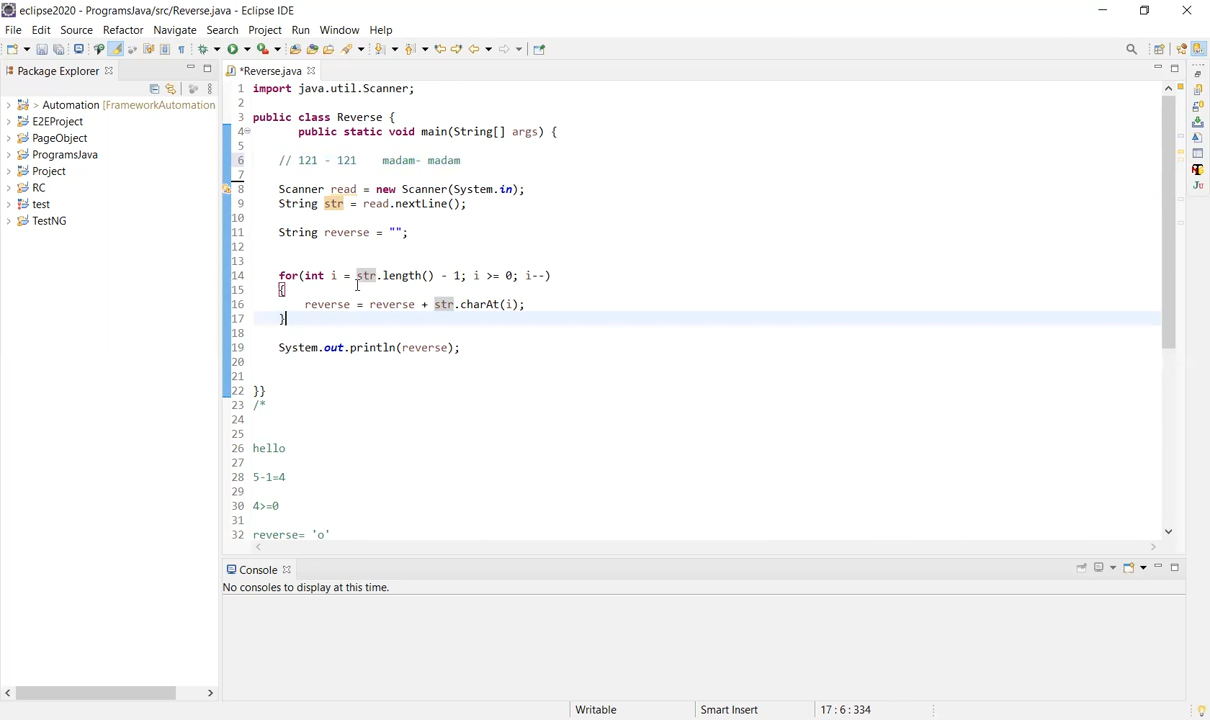 eclipse2020 - ProgramsJava/src/Reverse.java - Eclipse IDE
File Edit Source Refactor Navigate Search Project Run Window Help
Package Explorer
*Reverse.java
> Automation [FrameworkAutomation
E2EProject
PageObject
ProgramsJava
Project
RC
test
TestNG
1 import java.util.Scanner;
2
3 public class Reverse {
4 public static void main(String[] args) {
5
6 // 121 - 121 madam- madam
7
8 Scanner read = new Scanner(System.in);
9 String str = read.nextLine();
10
11 String reverse = "";
12
13
14 for(int i = str.length() - 1; i >= 0; i--)
15 {
16 reverse = reverse + str.charAt(i);
17 }
18
19 System.out.println(reverse);
20
21
22 }}
23 /*
24
25
26 hello
27
28 5-1=4
29
30 4>=0
31
32 reverse= 'o'
Console
No consoles to display at this time.
Writable Smart Insert 17 : 6 : 334